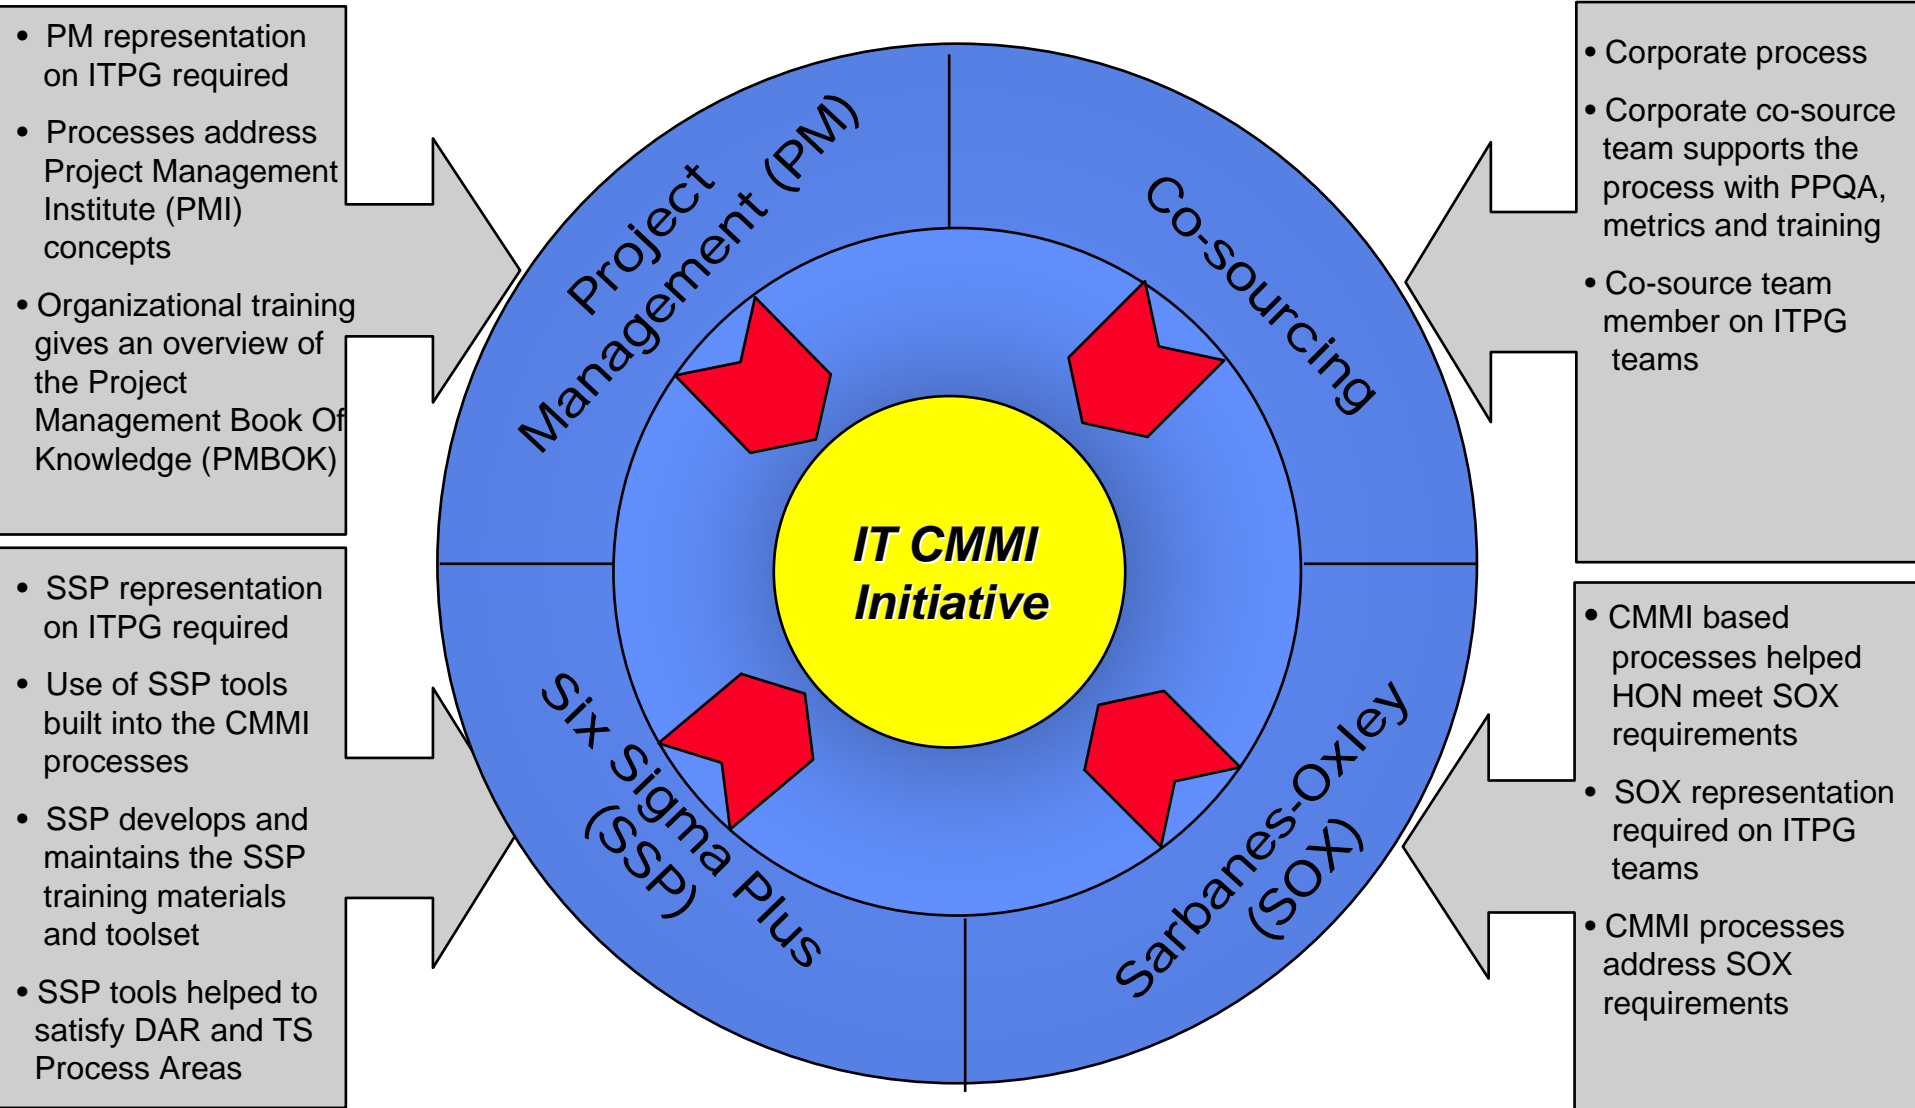 • PM representation
on ITPG required
• Processes address
Project Management
Institute (PMI)
concepts
• Organizational training
gives an overview of
the Project
Management Book Of
Knowledge (PMBOK)
• SSP representation
on ITPG required
• Use of SSP tools
built into the CMMI
processes
• SSP develops and
maintains the SSP
training materials
and toolset
• SSP tools helped to
satisfy DAR and TS
Process Areas
Project
Management (PM)
Co-sourcing
IT CMMI
Initiative
Six Sigma Plus
(SSP)
Sarbanes-Oxley
(SOX)
• Corporate process
• Corporate co-source
team supports the
process with PPQA,
metrics and training
• Co-source team
member on ITPG
teams
• CMMI based
processes helped
HON meet SOX
requirements
• SOX representation
required on ITPG
teams
• CMMI processes
address SOX
requirements